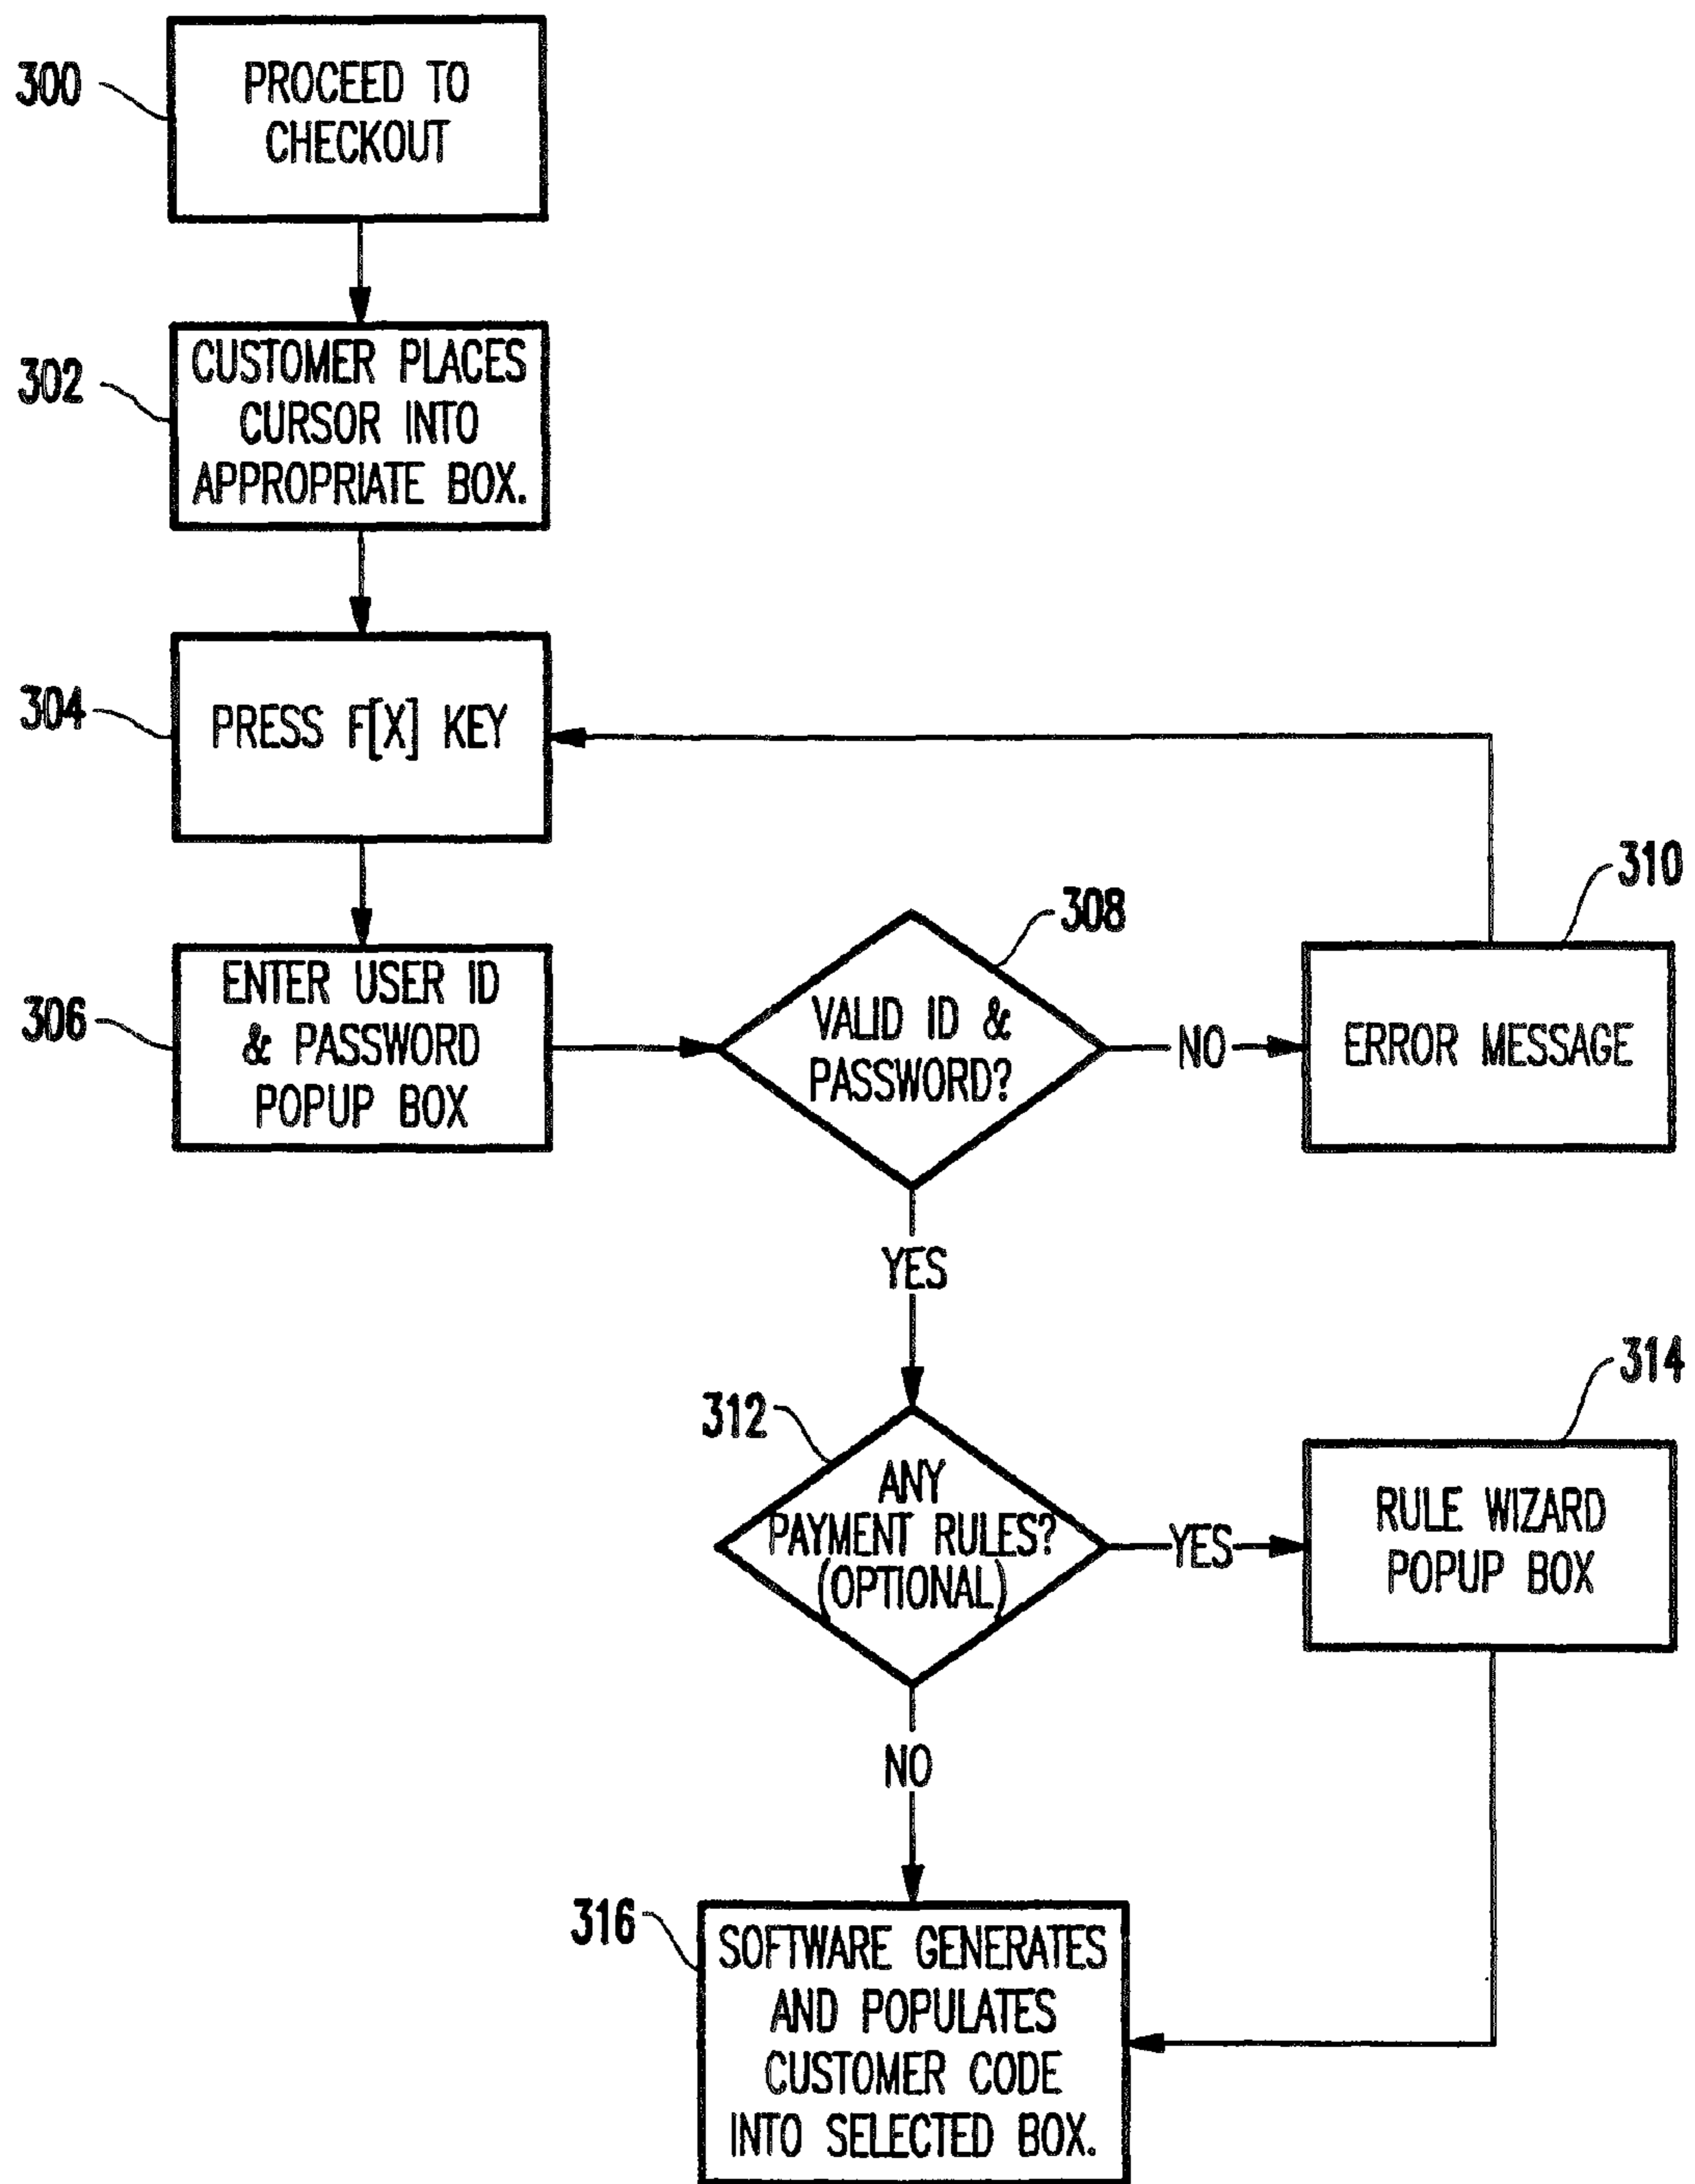 300
PROCEED TO
CHECKOUT
302
CUSTOMER PLACES
CURSOR INTO
APPROPRIATE BOX.
304
PRESS F[X] KEY
306
ENTER USER ID
& PASSWORD
POPUP BOX
308
VALID ID &
PASSWORD?
NO
310
ERROR MESSAGE
YES
312
ANY
PAYMENT RULES?
(OPTIONAL)
YES
314
RULE WIZARD
POPUP BOX
NO
316
SOFTWARE GENERATES
AND POPULATES
CUSTOMER CODE
INTO SELECTED BOX.